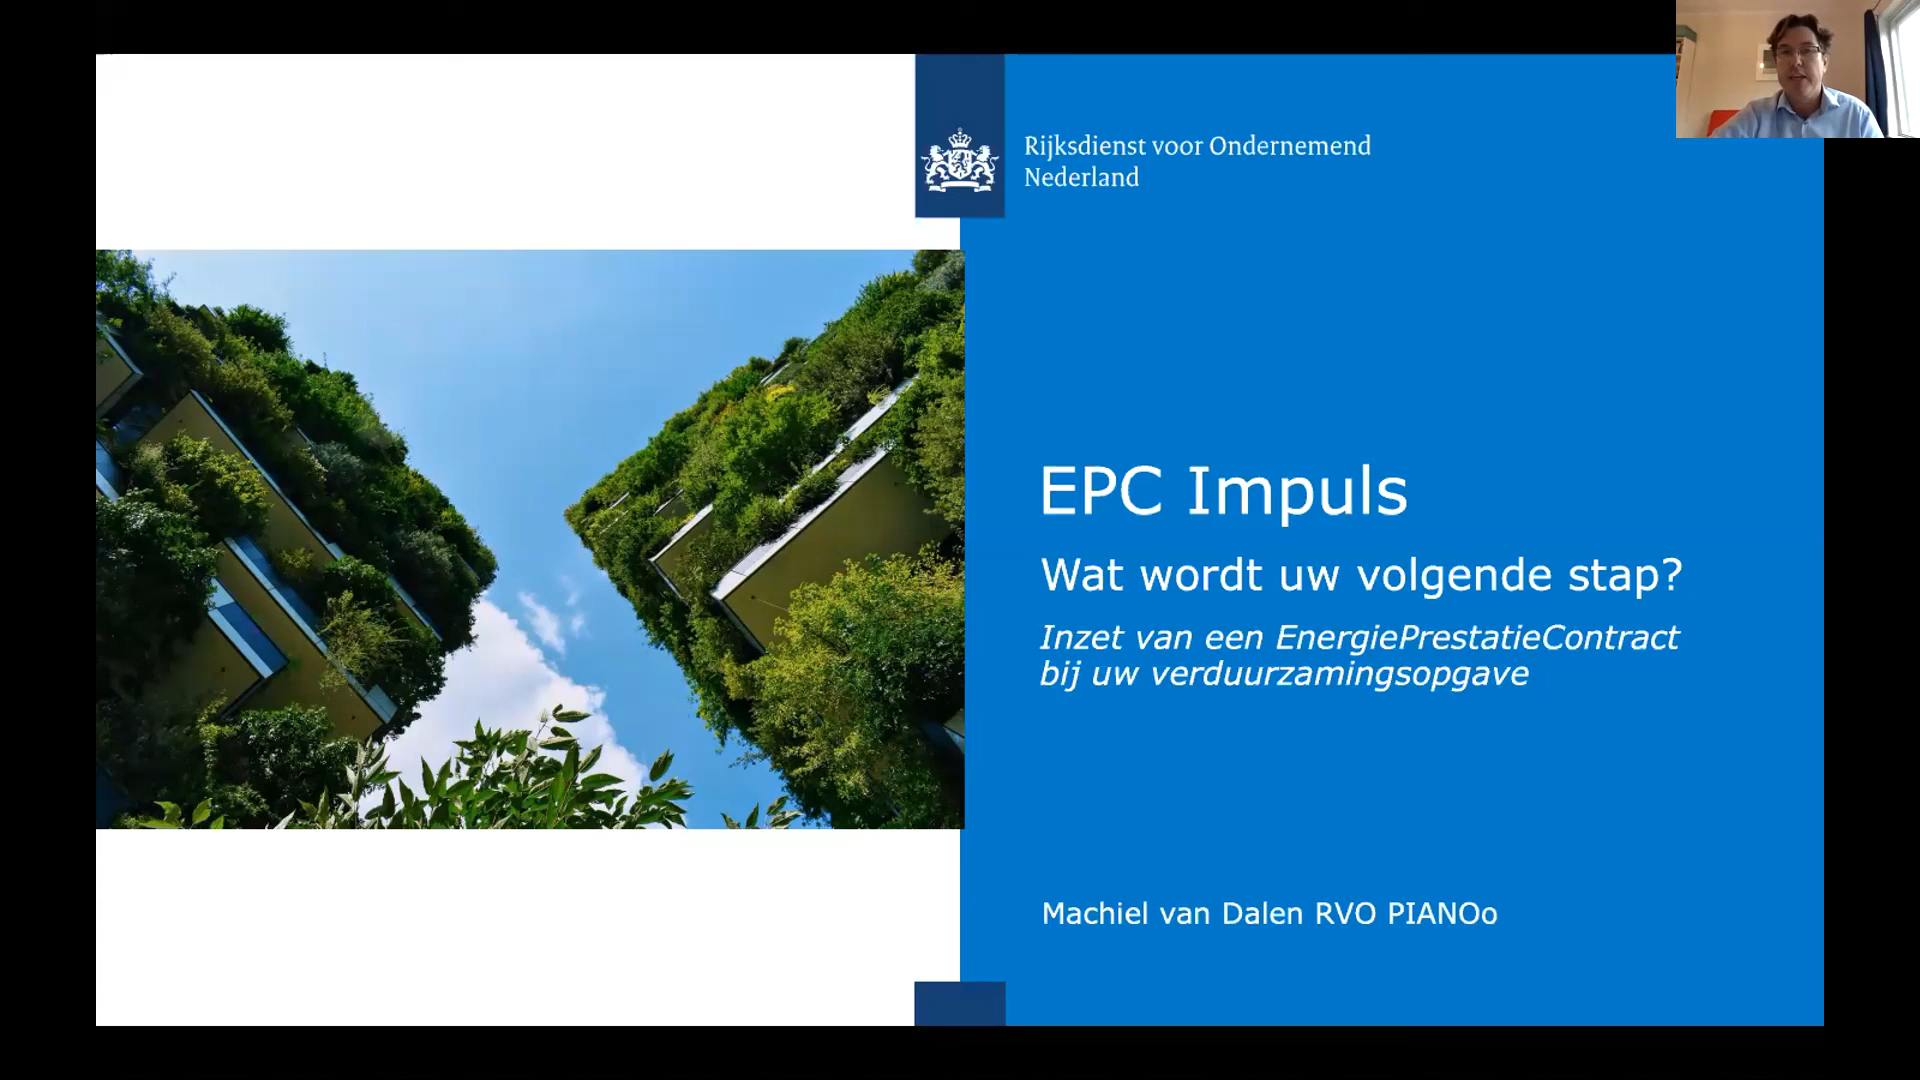 Rijksdienst voor Ondernemend
Nederland
EPC Impuls
Wat wordt uw volgende stap?
Inzet van een EnergiePrestatieContract
bij uw verduurzamingsopgave
Machiel van Dalen RVO PIANOo